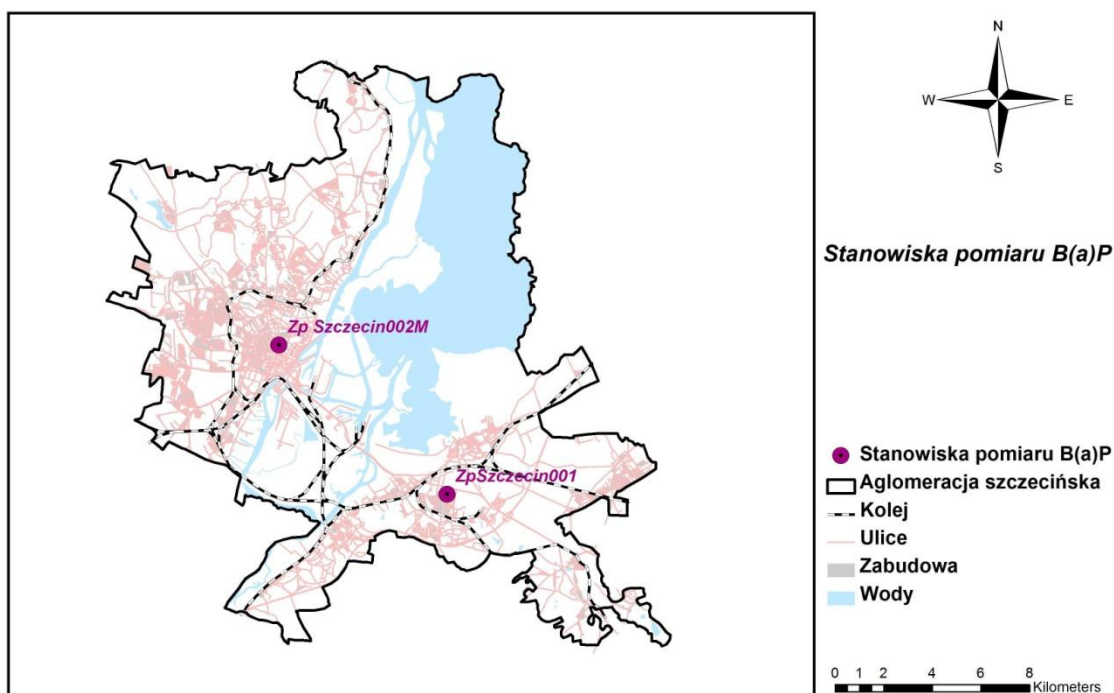 N
W E
S
Stanowiska pomiaru B(a)P
Zp Szczecin002M
ZpSzczecin001
Stanowiska pomiaru B(a)P
Aglomeracja szczecińska
Kolej
Ulice
Zabudowa
Wody
0 1 2 4 6 8
Kilometers